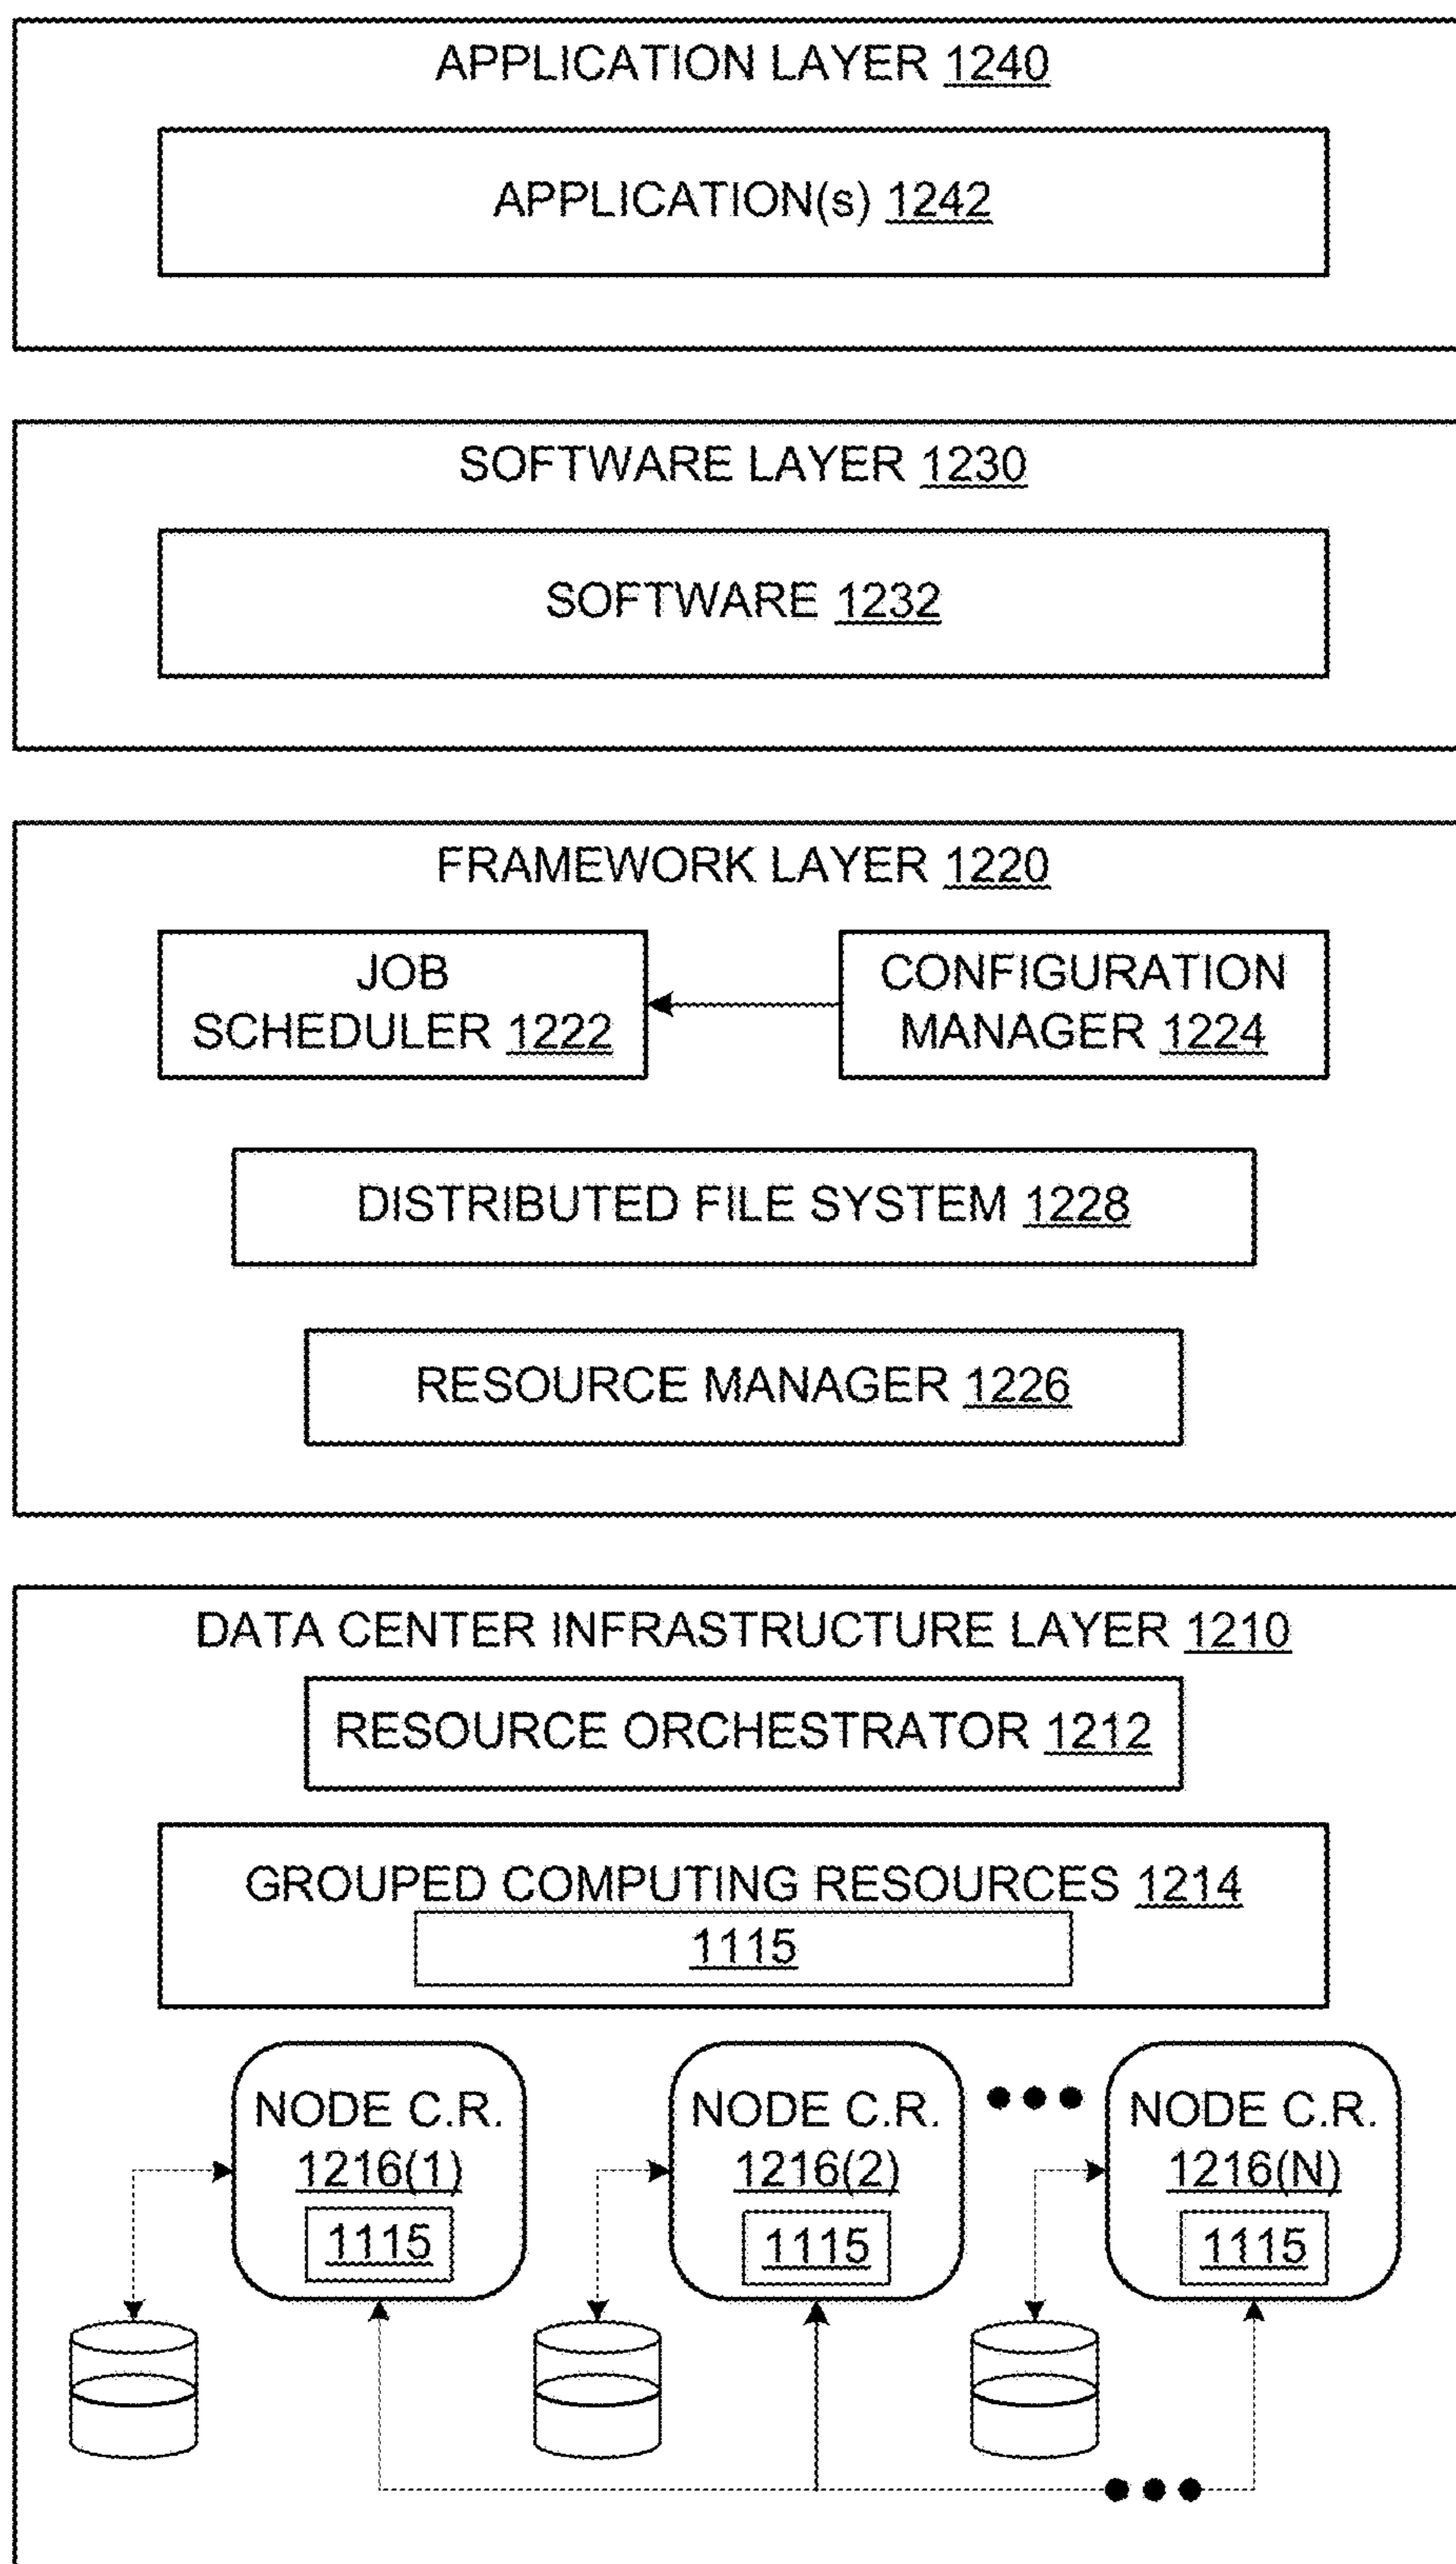 APPLICATION LAYER 1240
APPLICATION(s) 1242
SOFTWARE LAYER 1230
SOFTWARE 1232
FRAMEWORK LAYER 1220
JOB
SCHEDULER 1222
CONFIGURATION
MANAGER 1224
DISTRIBUTED FILE SYSTEM 1228
RESOURCE MANAGER 1226
DATA CENTER INFRASTRUCTURE LAYER 1210
RESOURCE ORCHESTRATOR 1212
GROUPED COMPUTING RESOURCES 1214
1115
NODE C.R.
1216(1)
1115
NODE C.R.
1216(2)
1115
NODE C.R.
1216(N)
1115